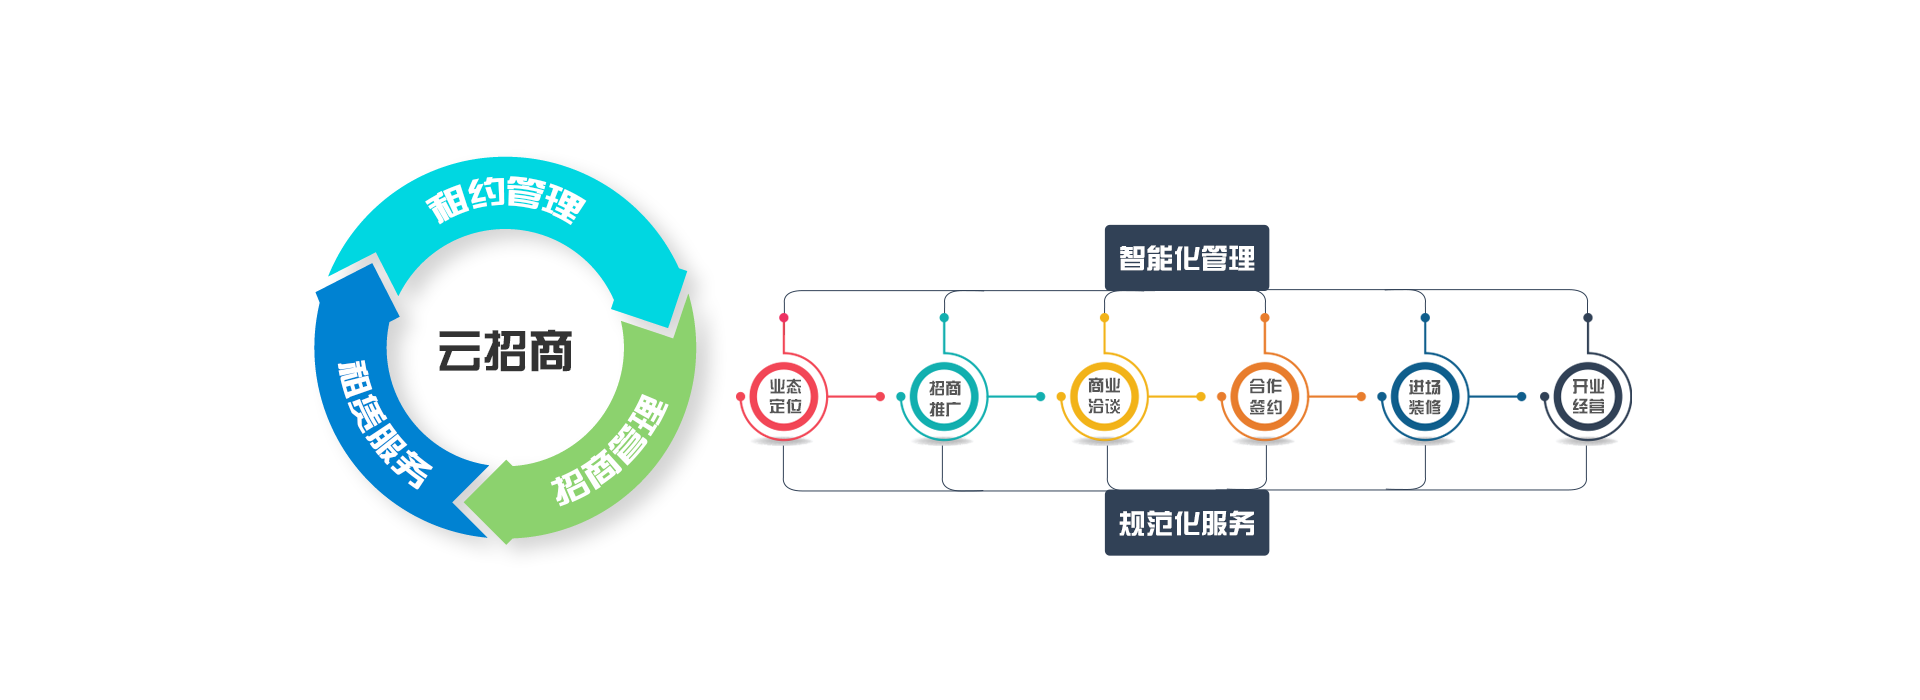 租约管理
云招商
租赁服务
招商管理
智能化管理
业态
定位
招商
推广
商业
洽谈
合作
签约
进场
装修
开业
经营
规范化服务